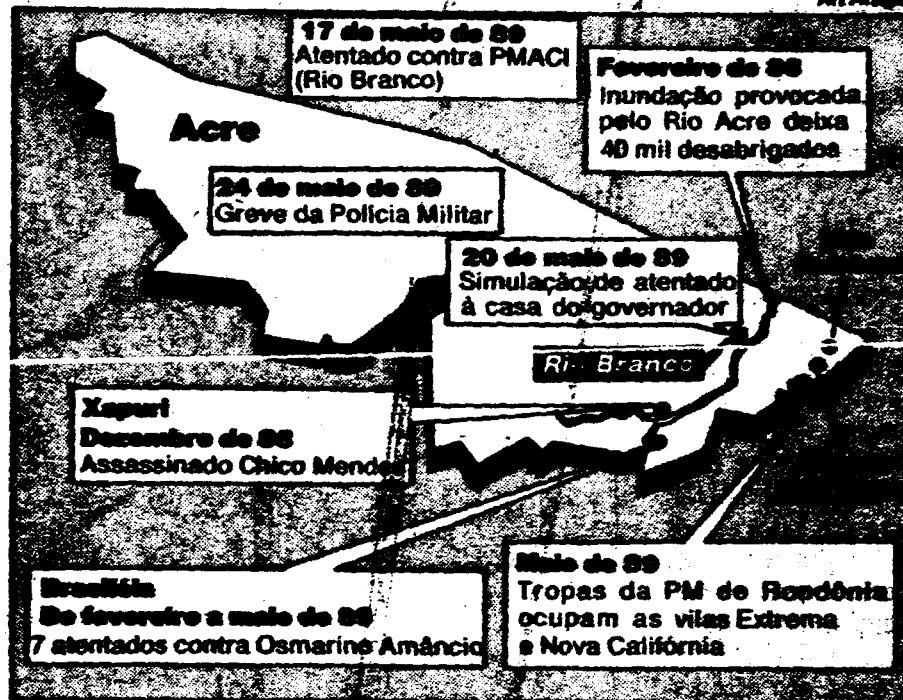 17 de maio de 89
Atentado contra PMACI
(Rio Branco)
Fevereiro de 88
Inundação provocada
pelo Rio Acre deixa
40 mil desabrigados
Acre
24 de maio de 89
Greve da Polícia Militar
20 de maio de 89
Simulação de atentado
à casa do governador
Rio Branco
Xapuri
Dezembro de 88
Assassinado Chico Mendes
Brasiléia
De fevereiro a maio de 89
7 atentados contra Osmarino Amâncio
Maio de 89
Tropas da PM de Rondônia
ocupam as vilas Extrema
e Nova Califórnia